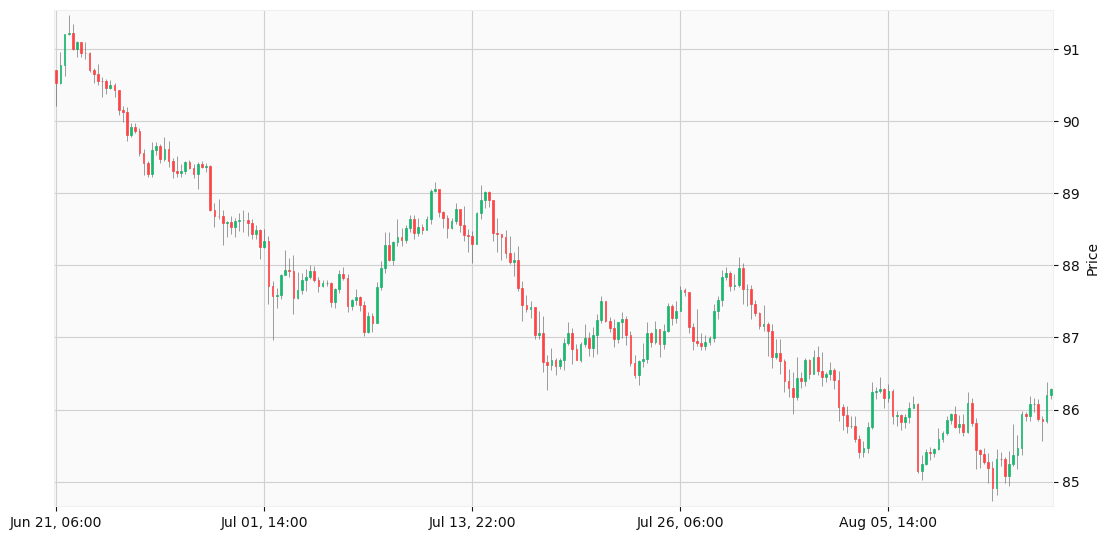 91
90
89
88
87
86
85
Price
Jun 21, 06:00
Jul 01, 14:00
Jul 13, 22:00
Jul 26, 06:00
Aug 05, 14:00